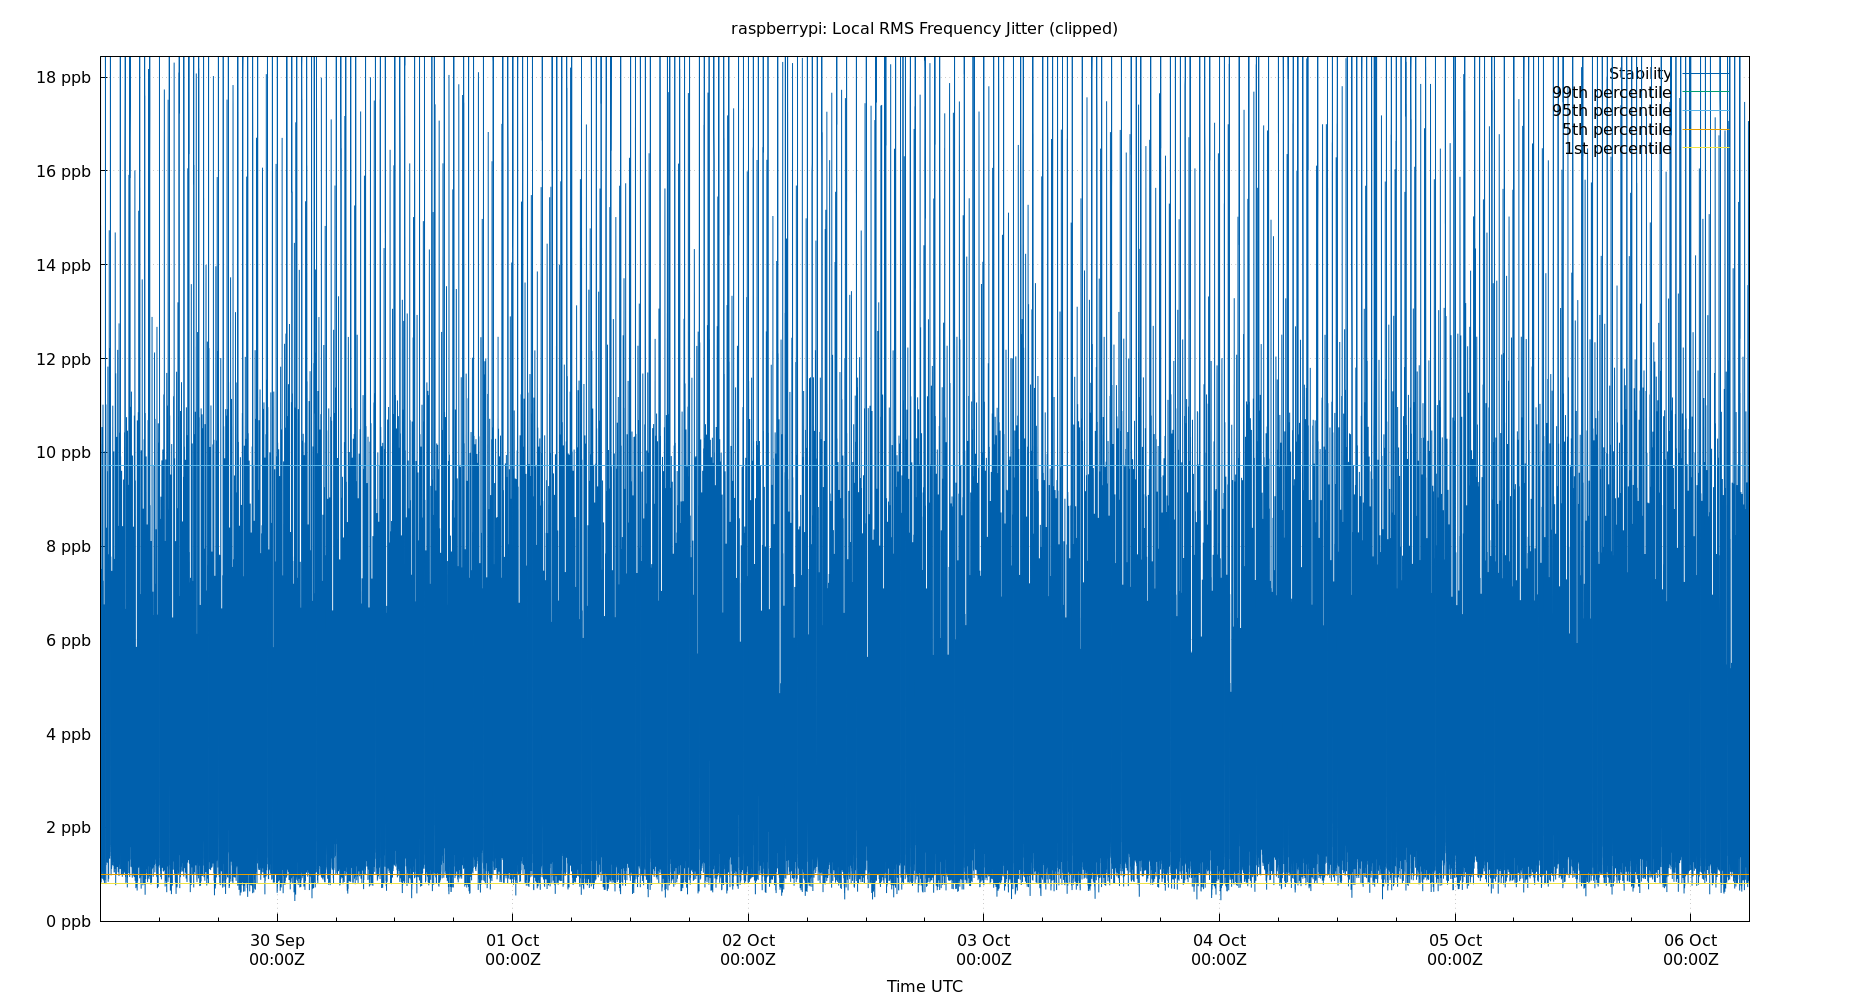 raspberrypi: Local RMS Frequency Jitter (clipped)
18 ppb
16 ppb
14 ppb
12 ppb
10 ppb
8 ppb
6 ppb
4 ppb
2 ppb
0 ppb
Stability
99th percentile
95th percentile
5th percentile
1st percentile
30 Sep
00:00Z
01 Oct
00:00Z
02 Oct
00:00Z
03 Oct
00:00Z
04 Oct
00:00Z
05 Oct
00:00Z
06 Oct
00:00Z
Time UTC